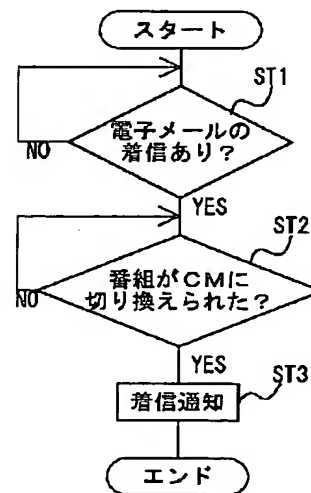 スタート
ST1
電子メールの
着信あり？
NO
YES
ST2
番組がCMに
切り換えられた？
NO
YES
ST3
着信通知
エンド